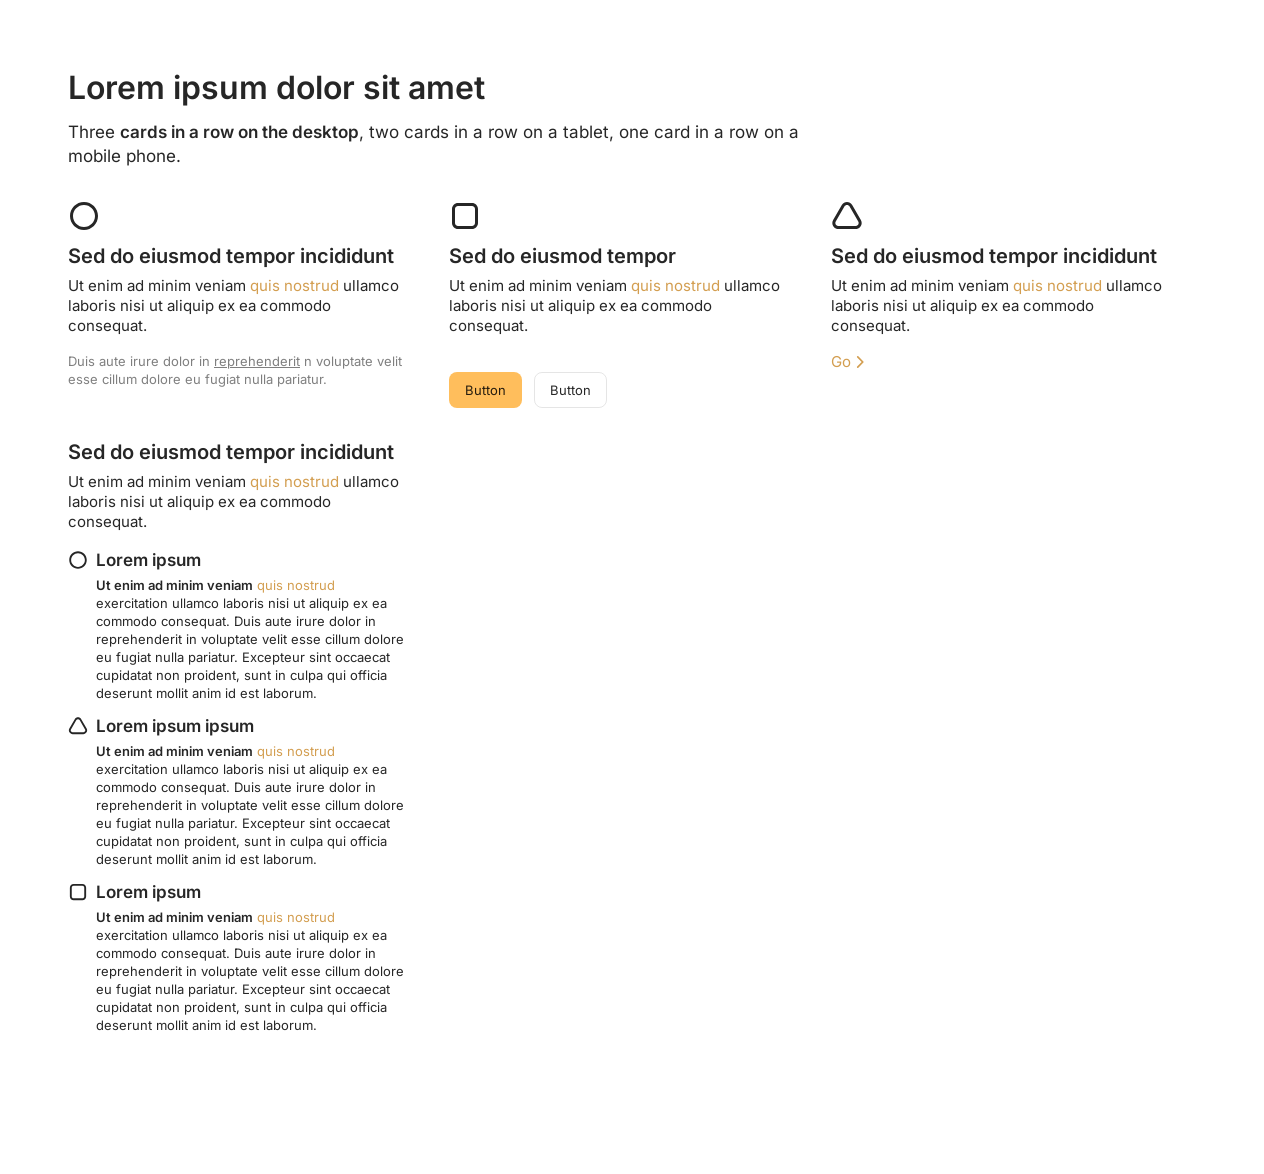 Lorem ipsum dolor sit amet
Three cards in a row on the desktop, two cards in a row on a tablet, one card in a row on a
mobile phone.
Sed do eiusmod tempor incididunt
Ut enim ad minim veniam quis nostrud ullamco
laboris nisi ut aliquip ex ea commodo
consequat.
Duis aute irure dolor in reprehenderit n voluptate velit
esse cillum dolore eu fugiat nulla pariatur.
Sed do eiusmod tempor
Ut enim ad minim veniam quis nostrud ullamco
laboris nisi ut aliquip ex ea commodo
consequat.
Button
Button
Sed do eiusmod tempor incididunt
Ut enim ad minim veniam quis nostrud ullamco
laboris nisi ut aliquip ex ea commodo
consequat.
Go
Sed do eiusmod tempor incididunt
Ut enim ad minim veniam quis nostrud ullamco
laboris nisi ut aliquip ex ea commodo
consequat.
Lorem ipsum
Ut enim ad minim veniam quis nostrud
exercitation ullamco laboris nisi ut aliquip ex ea
commodo consequat. Duis aute irure dolor in
reprehenderit in voluptate velit esse cillum dolore
eu fugiat nulla pariatur. Excepteur sint occaecat
cupidatat non proident, sunt in culpa qui officia
deserunt mollit anim id est laborum.
Lorem ipsum ipsum
Ut enim ad minim veniam quis nostrud
exercitation ullamco laboris nisi ut aliquip ex ea
commodo consequat. Duis aute irure dolor in
reprehenderit in voluptate velit esse cillum dolore
eu fugiat nulla pariatur. Excepteur sint occaecat
cupidatat non proident, sunt in culpa qui officia
deserunt mollit anim id est laborum.
Lorem ipsum
Ut enim ad minim veniam quis nostrud
exercitation ullamco laboris nisi ut aliquip ex ea
commodo consequat. Duis aute irure dolor in
reprehenderit in voluptate velit esse cillum dolore
eu fugiat nulla pariatur. Excepteur sint occaecat
cupidatat non proident, sunt in culpa qui officia
deserunt mollit anim id est laborum.